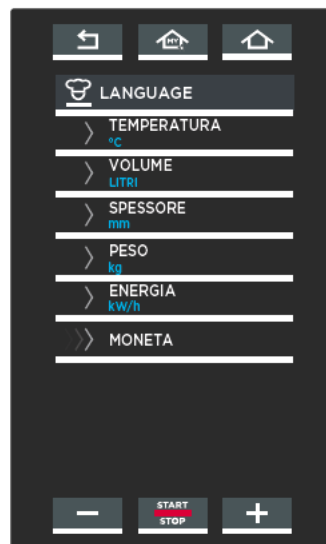 MY
LANGUAGE
TEMPERATURA
°C
VOLUME
LITRI
SPESSORE
mm
PESO
kg
ENERGIA
kW/h
MONETA
START
STOP